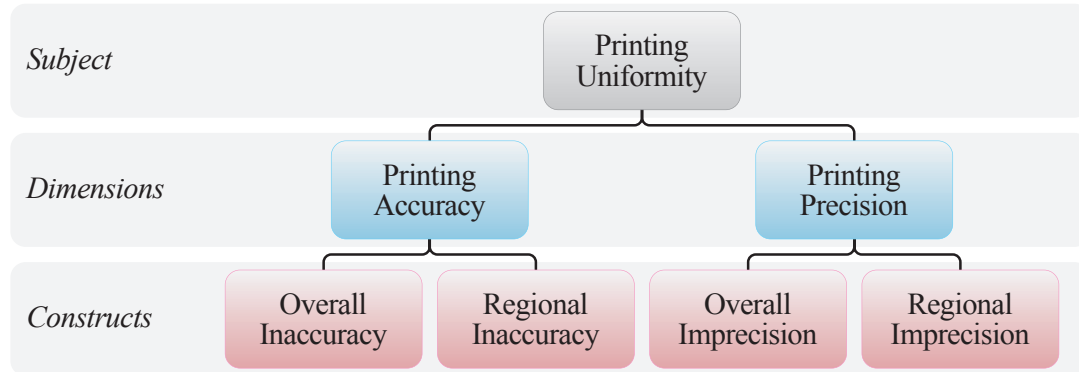 Subject
Printing
Uniformity
Dimensions
Printing
Accuracy
Printing
Precision
Constructs
Overall
Inaccuracy
Regional
Inaccuracy
Overall
Imprecision
Regional
Imprecision